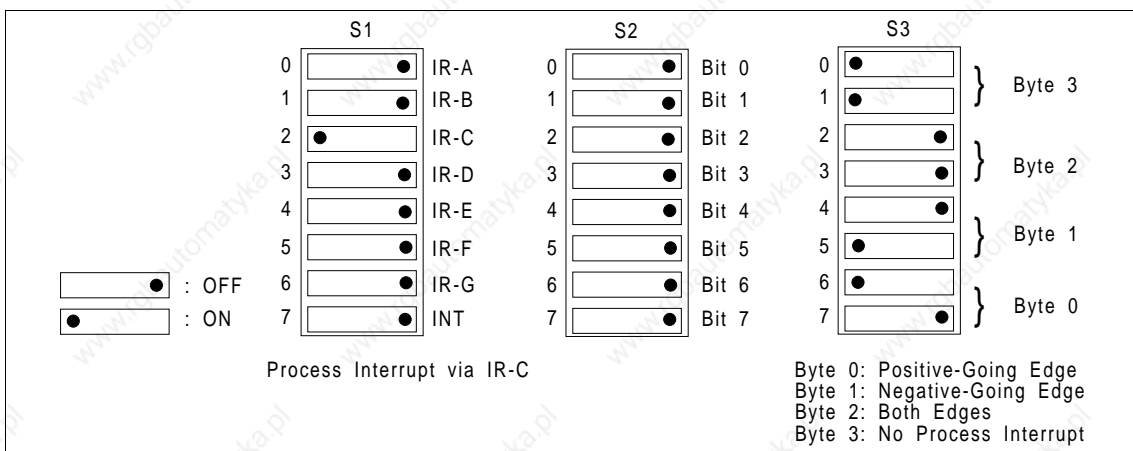 S1 S2 S3
0 IR-A 0 Bit 0 0
1 IR-B 1 Bit 1 1 } Byte 3
2 IR-C 2 Bit 2 2
3 IR-D 3 Bit 3 3 } Byte 2
4 IR-E 4 Bit 4 4
5 IR-F 5 Bit 5 5 } Byte 1
6 IR-G 6 Bit 6 6
7 INT 7 Bit 7 7 } Byte 0
: OFF
: ON
Process Interrupt via IR-C
Byte 0: Positive-Going Edge
Byte 1: Negative-Going Edge
Byte 2: Both Edges
Byte 3: No Process Interrupt
www.rgbautomatyka.pl